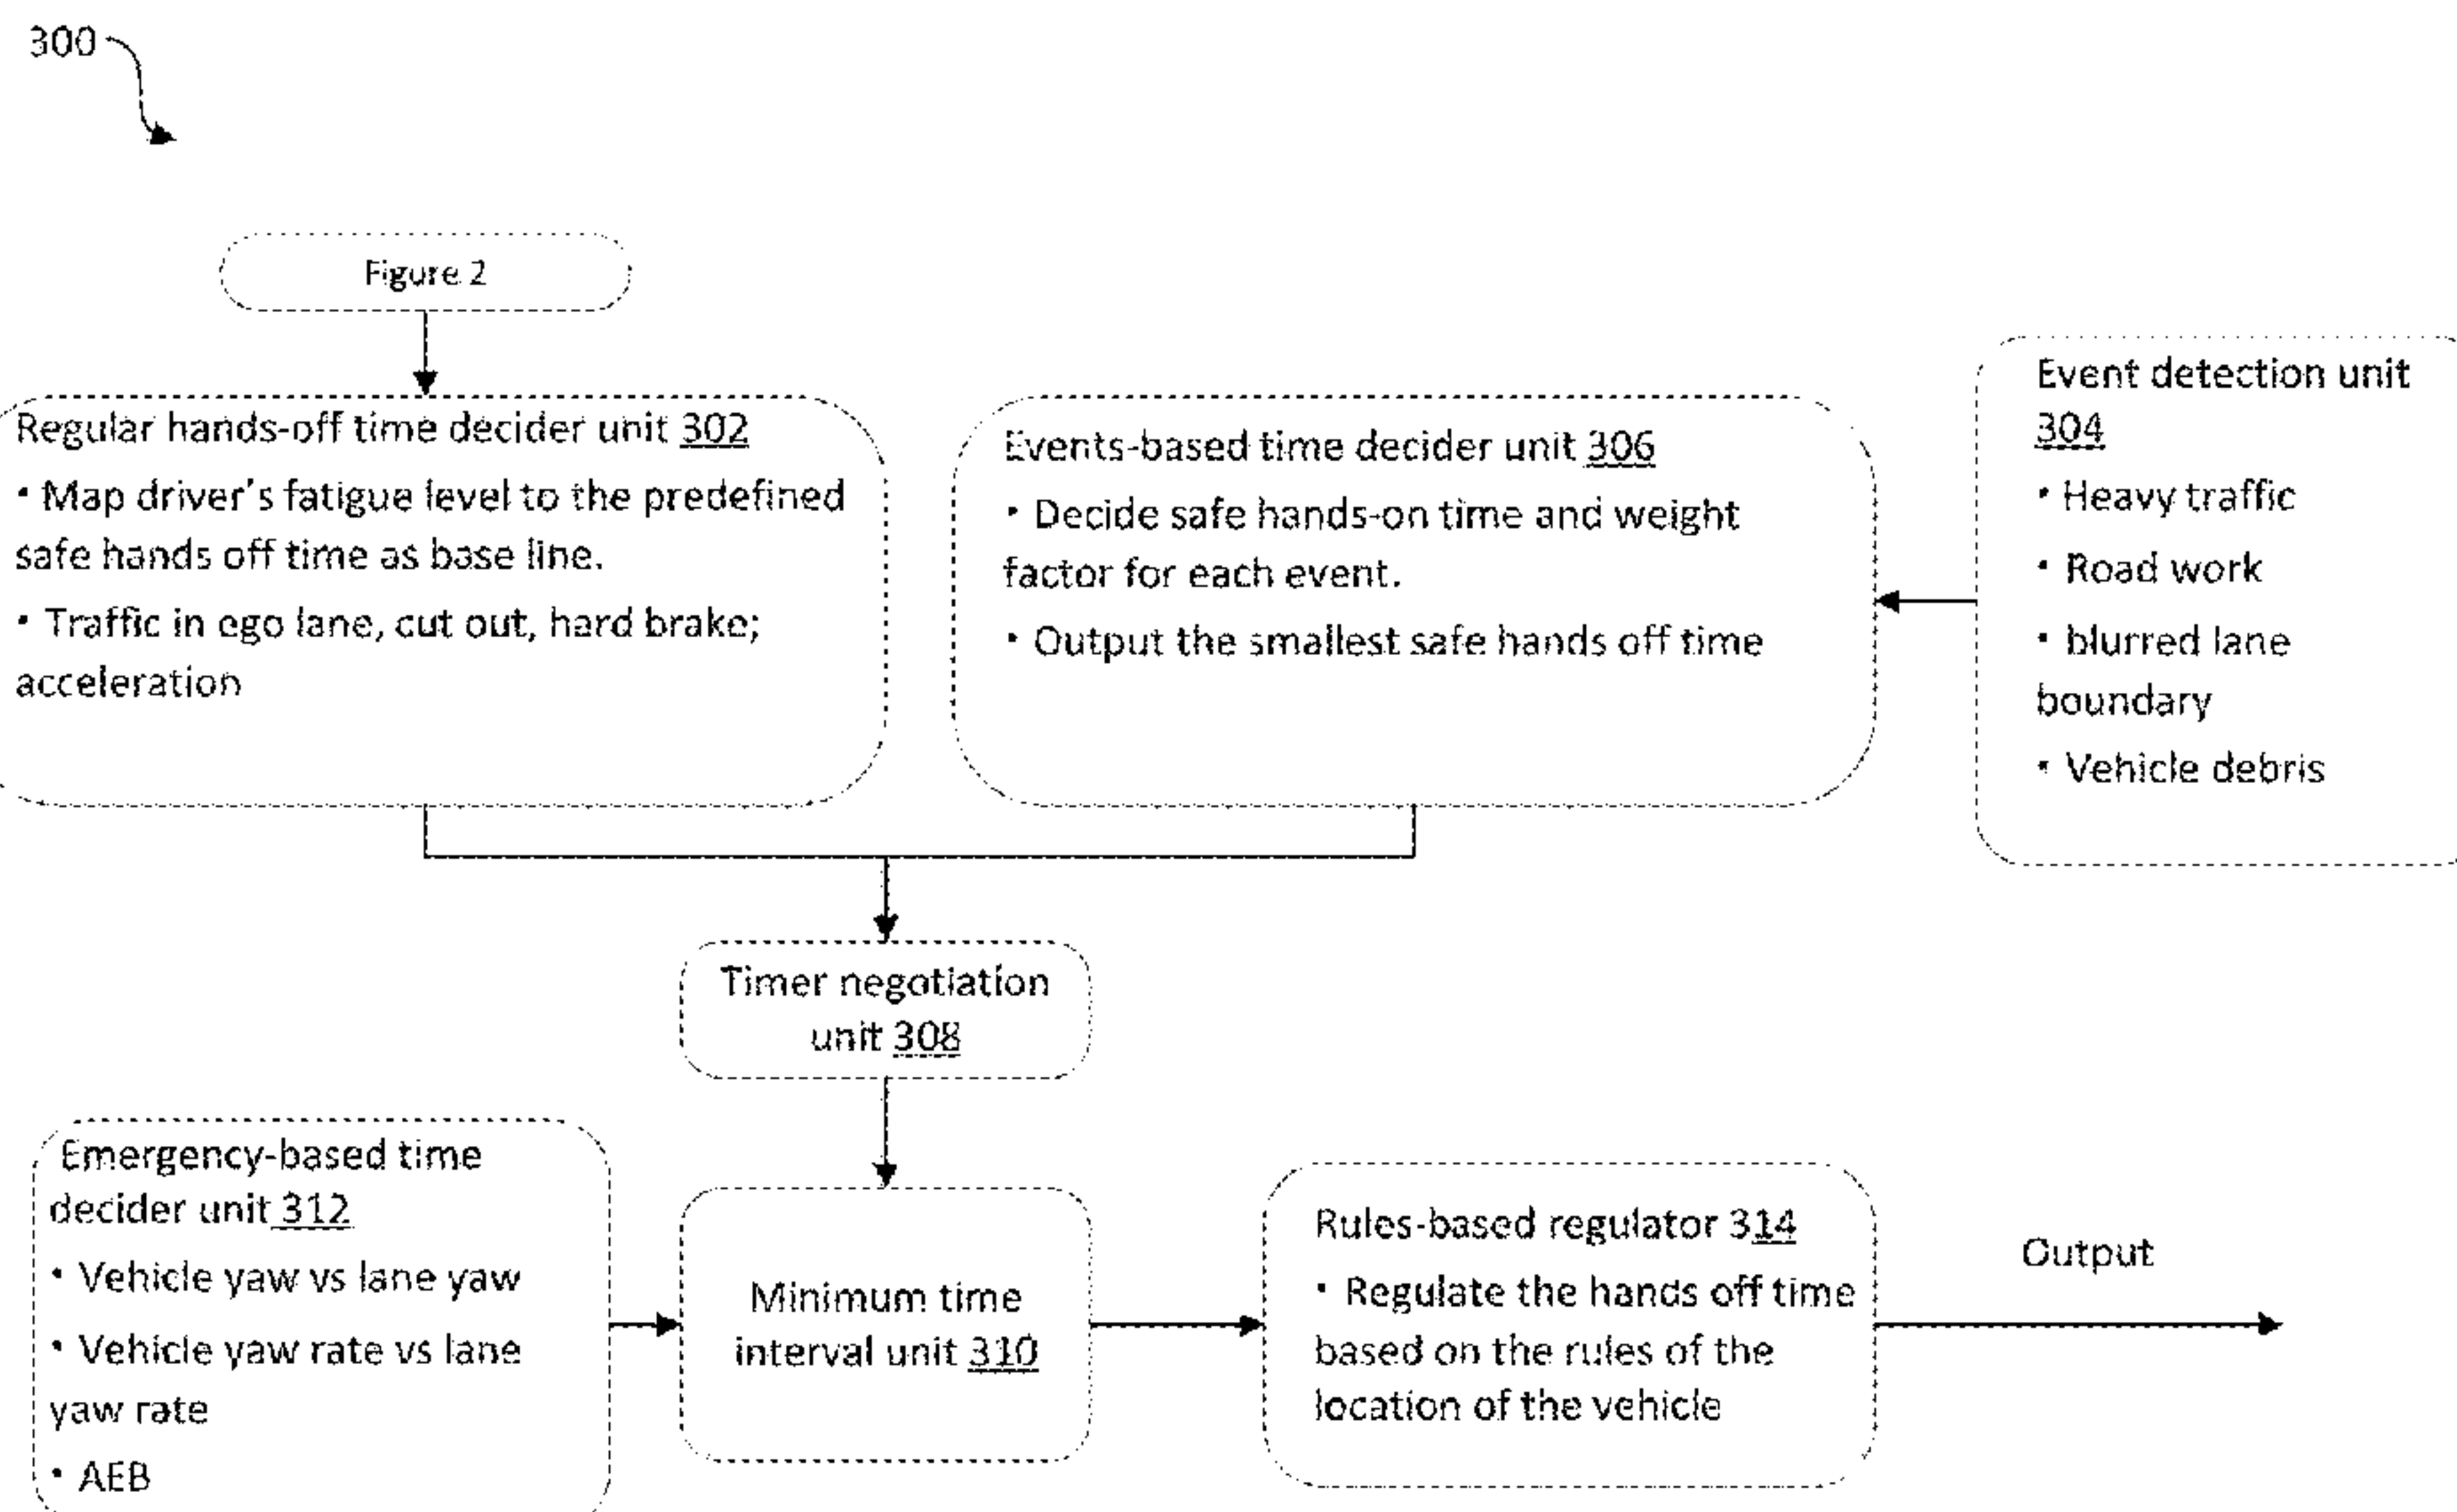 300
Figure 2
Regular hands-off time decider unit 302
• Map driver's fatigue level to the predefined
safe hands off time as base line.
• Traffic in ego lane, cut out, hard brake;
acceleration
Events-based time decider unit 306
• Decide safe hands-on time and weight
factor for each event.
• Output the smallest safe hands off time
Event detection unit
304
• Heavy traffic
• Road work
• blurred lane
boundary
• Vehicle debris
Timer negotiation
unit 308
Emergency-based time
decider unit 312
• Vehicle yaw vs lane yaw
• Vehicle yaw rate vs lane
yaw rate
• AEB
Minimum time
interval unit 310
Rules-based regulator 314
• Regulate the hands off time
based on the rules of the
location of the vehicle
Output